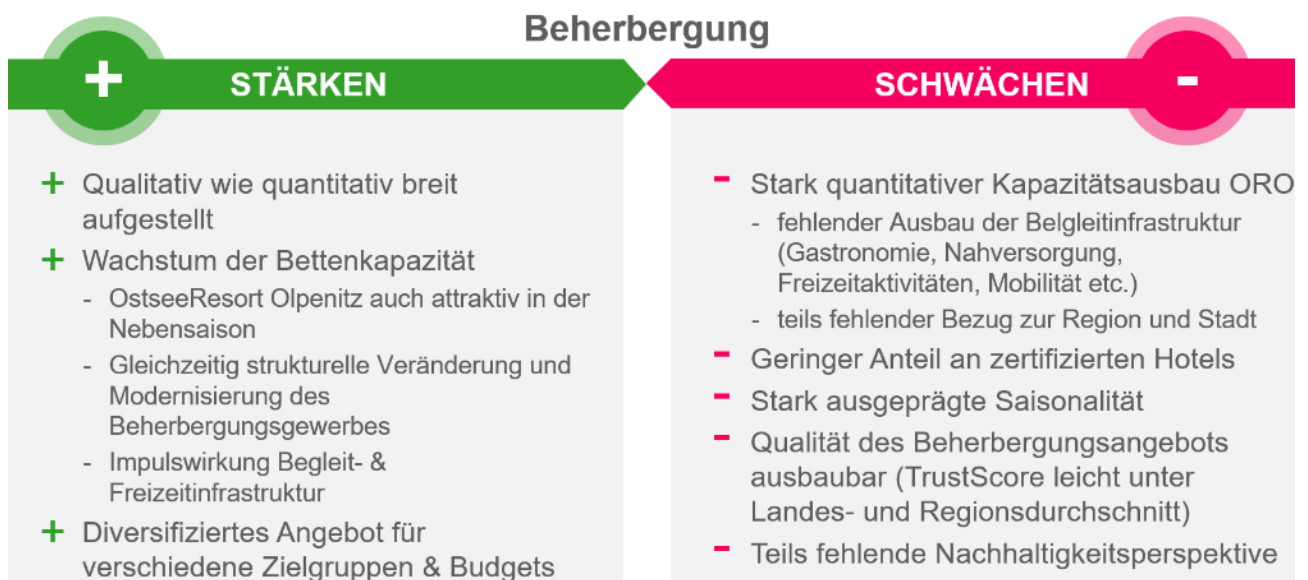 Beherbergung
+ STÄRKEN
+ Qualitativ wie quantitativ breit
aufgestellt
+ Wachstum der Bettenkapazität
- OstseeResort Olpenitz auch attraktiv in der
Nebensaison
- Gleichzeitig strukturelle Veränderung und
Modernisierung des
Beherbergungsgewerbes
- Impulswirkung Begleit- &
Freizeitinfrastruktur
+ Diversifiziertes Angebot für
verschiedene Zielgruppen & Budgets
SCHWÄCHEN -
- Stark quantitativer Kapazitätsausbau ORO
- fehlender Ausbau der Belgleitinfrastruktur
(Gastronomie, Nahversorgung,
Freizeitaktivitäten, Mobilität etc.)
- teils fehlender Bezug zur Region und Stadt
- Geringer Anteil an zertifizierten Hotels
- Stark ausgeprägte Saisonalität
- Qualität des Beherbergungsangebots
ausbaubar (TrustScore leicht unter
Landes- und Regionsdurchschnitt)
- Teils fehlende Nachhaltigkeitsperspektive